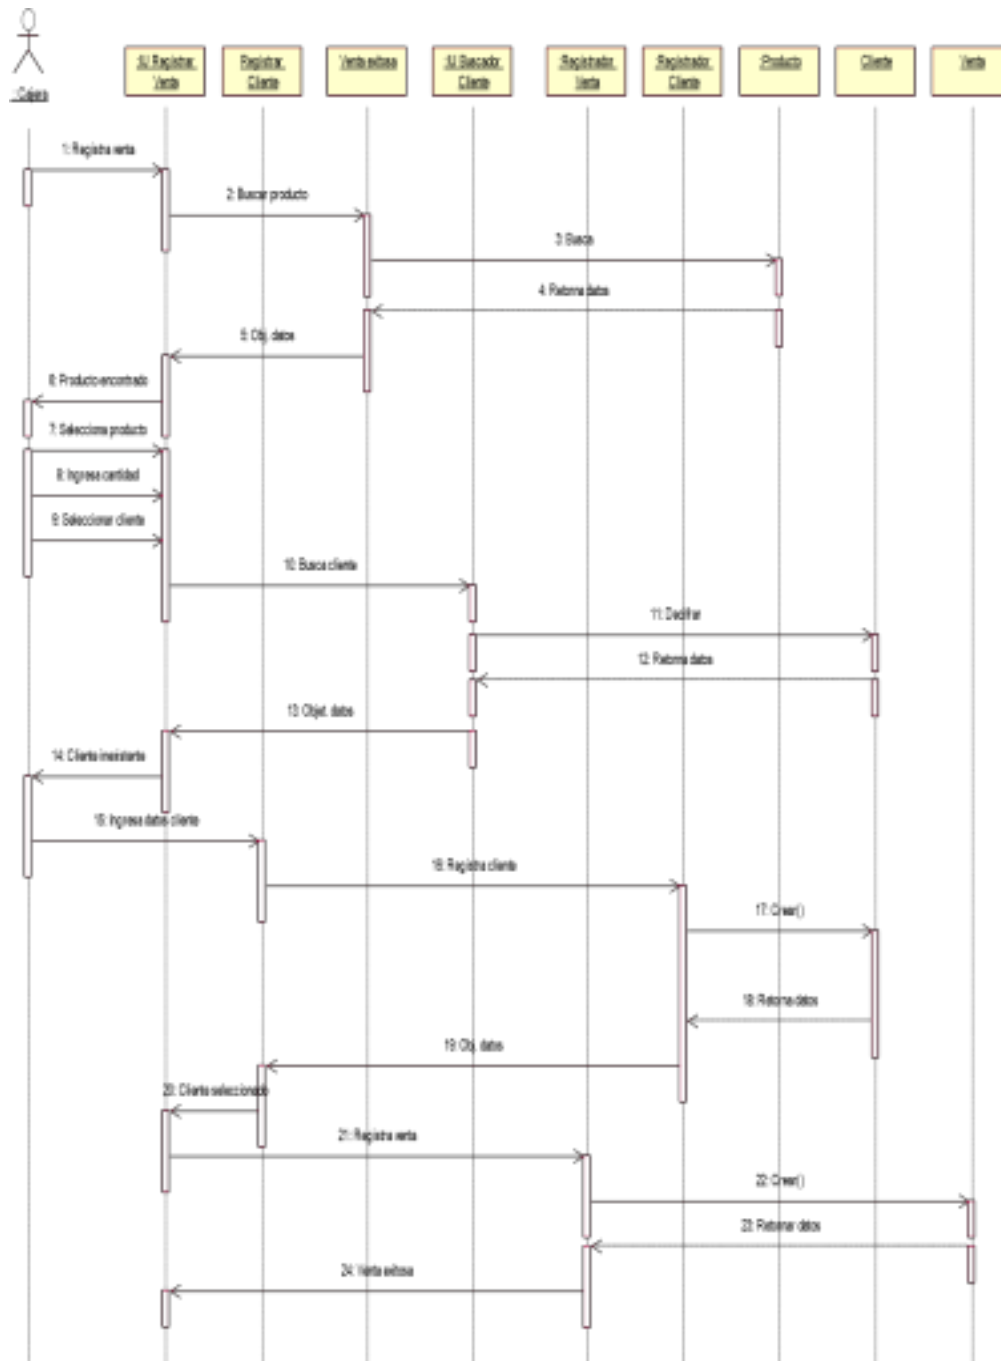 : Cajera
:IU Registrar
Venta
Registrar
Cliente
Venta exitosa
:IU Buscador
Cliente
:Registrador
Venta
:Registrador
Cliente
:Producto
Cliente
Venta
1: Registra venta
2: Buscar producto
3: Busca
4: Retorna datos
5: Obj. datos
6: Producto encontrado
7: Selecciona producto
8: Ingresa cantidad
9: Seleccionar cliente
10: Busca cliente
11:
12: Retorna datos
13: Objet. datos
14: Cliente inexistente
15: Ingresa datos cliente
16: Registra cliente
17: Crear()
18: Retorna datos
19: Obj. datos
20: Cliente seleccionado
21: Registra venta
22: Crear()
23: Retornar datos
24: Venta exitosa